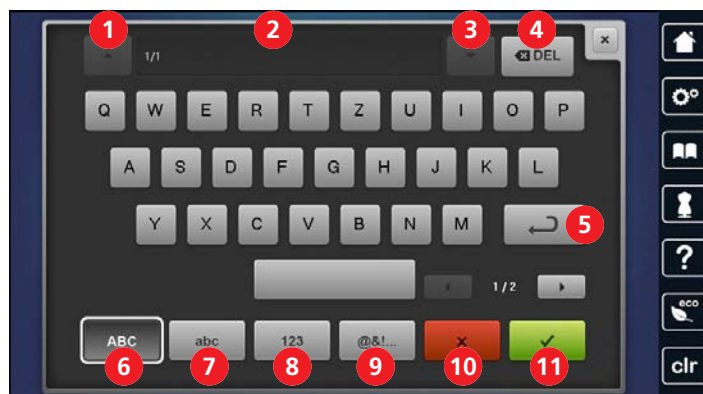 1 2 3 4
1/1 DEL ×
Q W E R T Z U I O P
A S D F G H J K L
Y X C V B N M 5
1/2
? 
eco
ABC abc 123 @&!...
6 7 8 9 10 11
clr